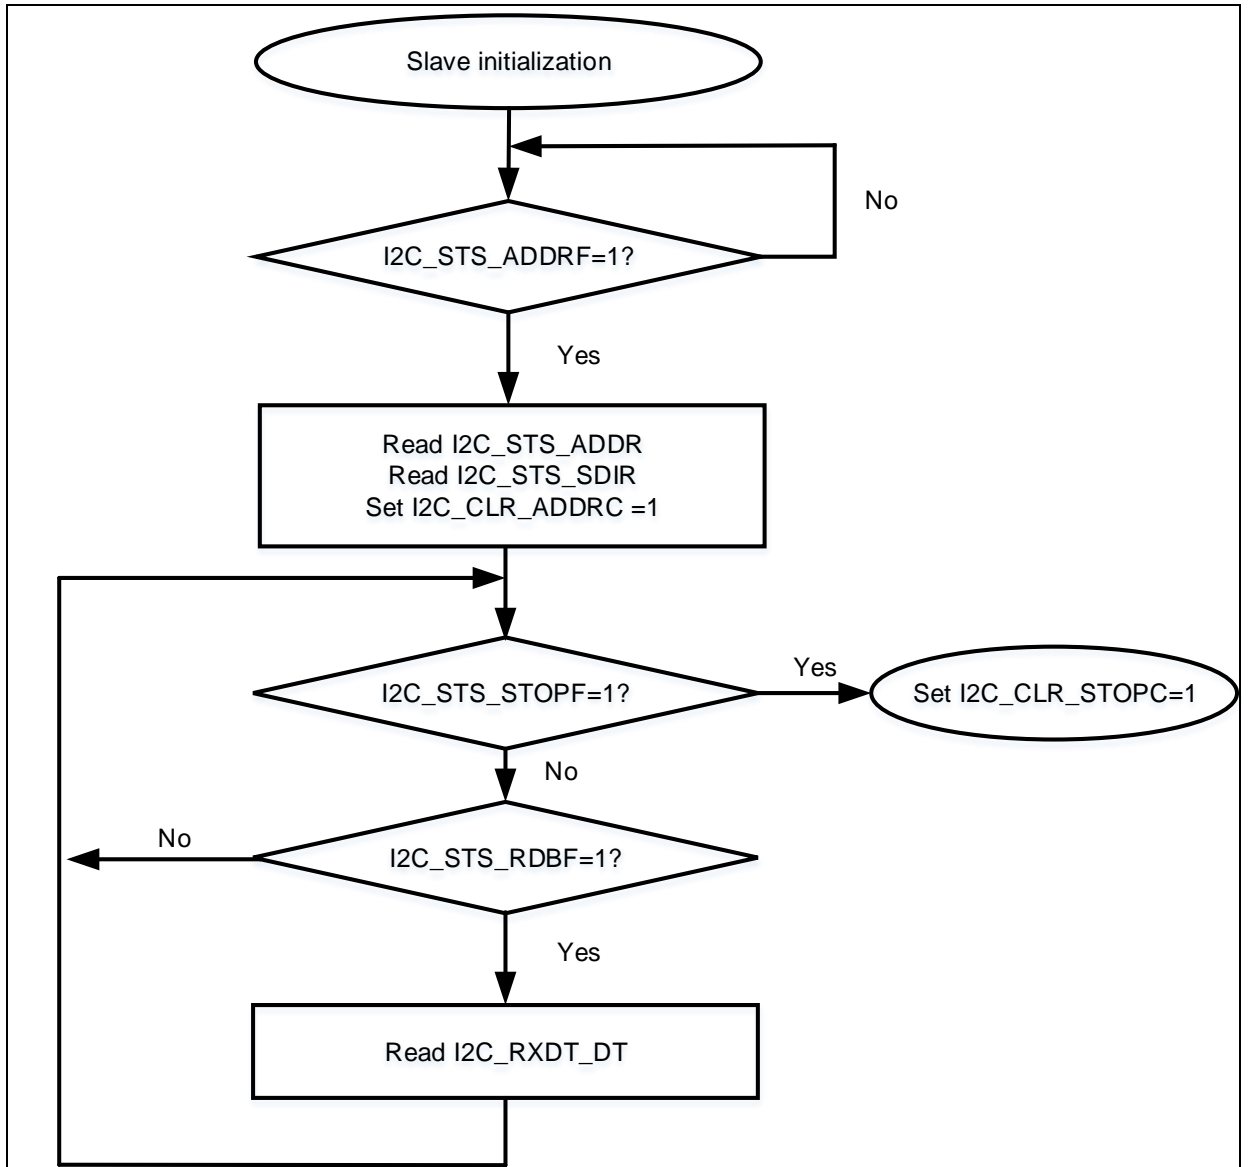 Slave initialization
No
I2C_STS_ADDRF=1?
Yes
Read I2C_STS_ADDR
Read I2C_STS_SDIR
Set I2C_CLR_ADDRC =1
I2C_STS_STOPF=1?
Yes
Set I2C_CLR_STOPC=1
No
I2C_STS_RDBF=1?
No
Yes
Read I2C_RXDT_DT